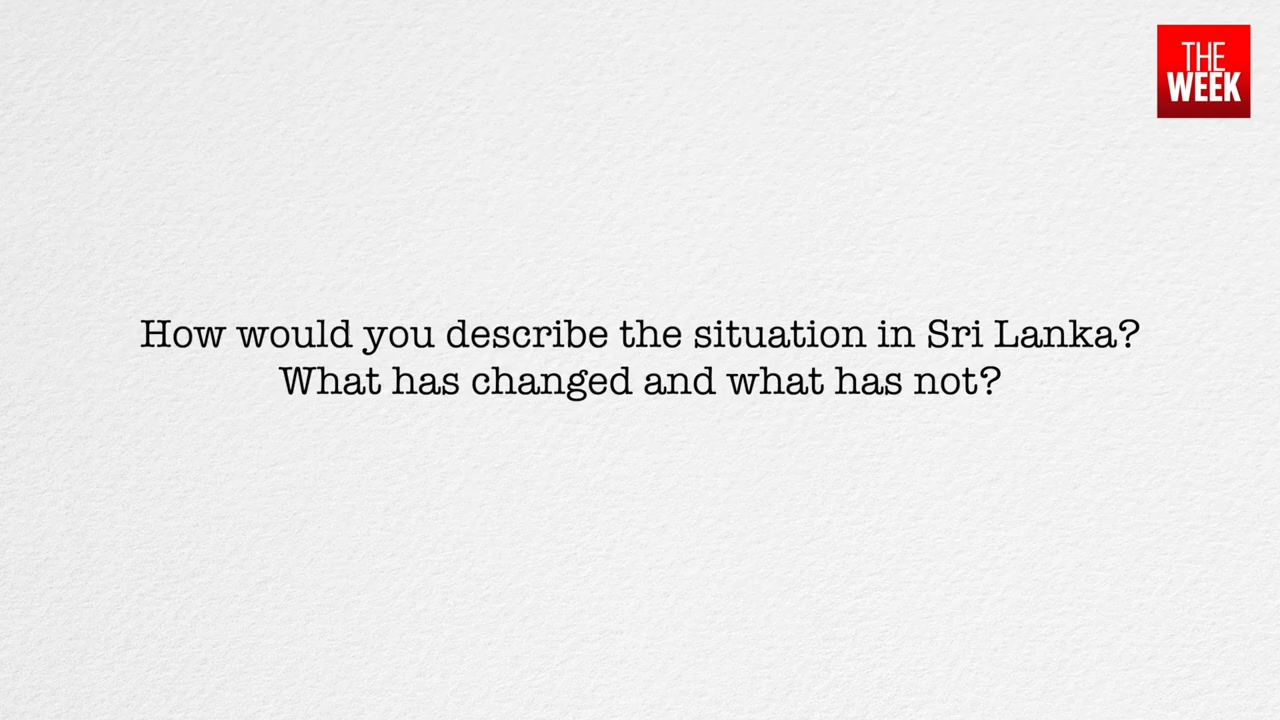 THE
WEEK
How would you describe the situation in Sri Lanka?
What has changed and what has not?